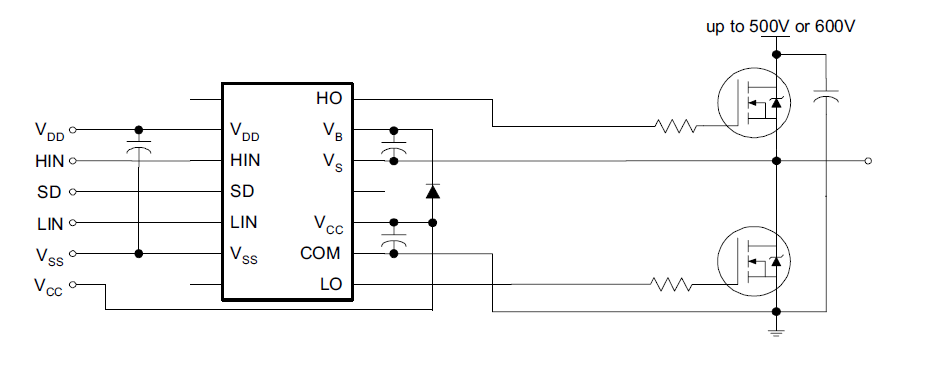 up to 500V or 600V
HO
VDD
VDD
VB
HIN
HIN
VS
SD
SD
LIN
LIN
VCC
VSS
VSS
COM
VCC
LO